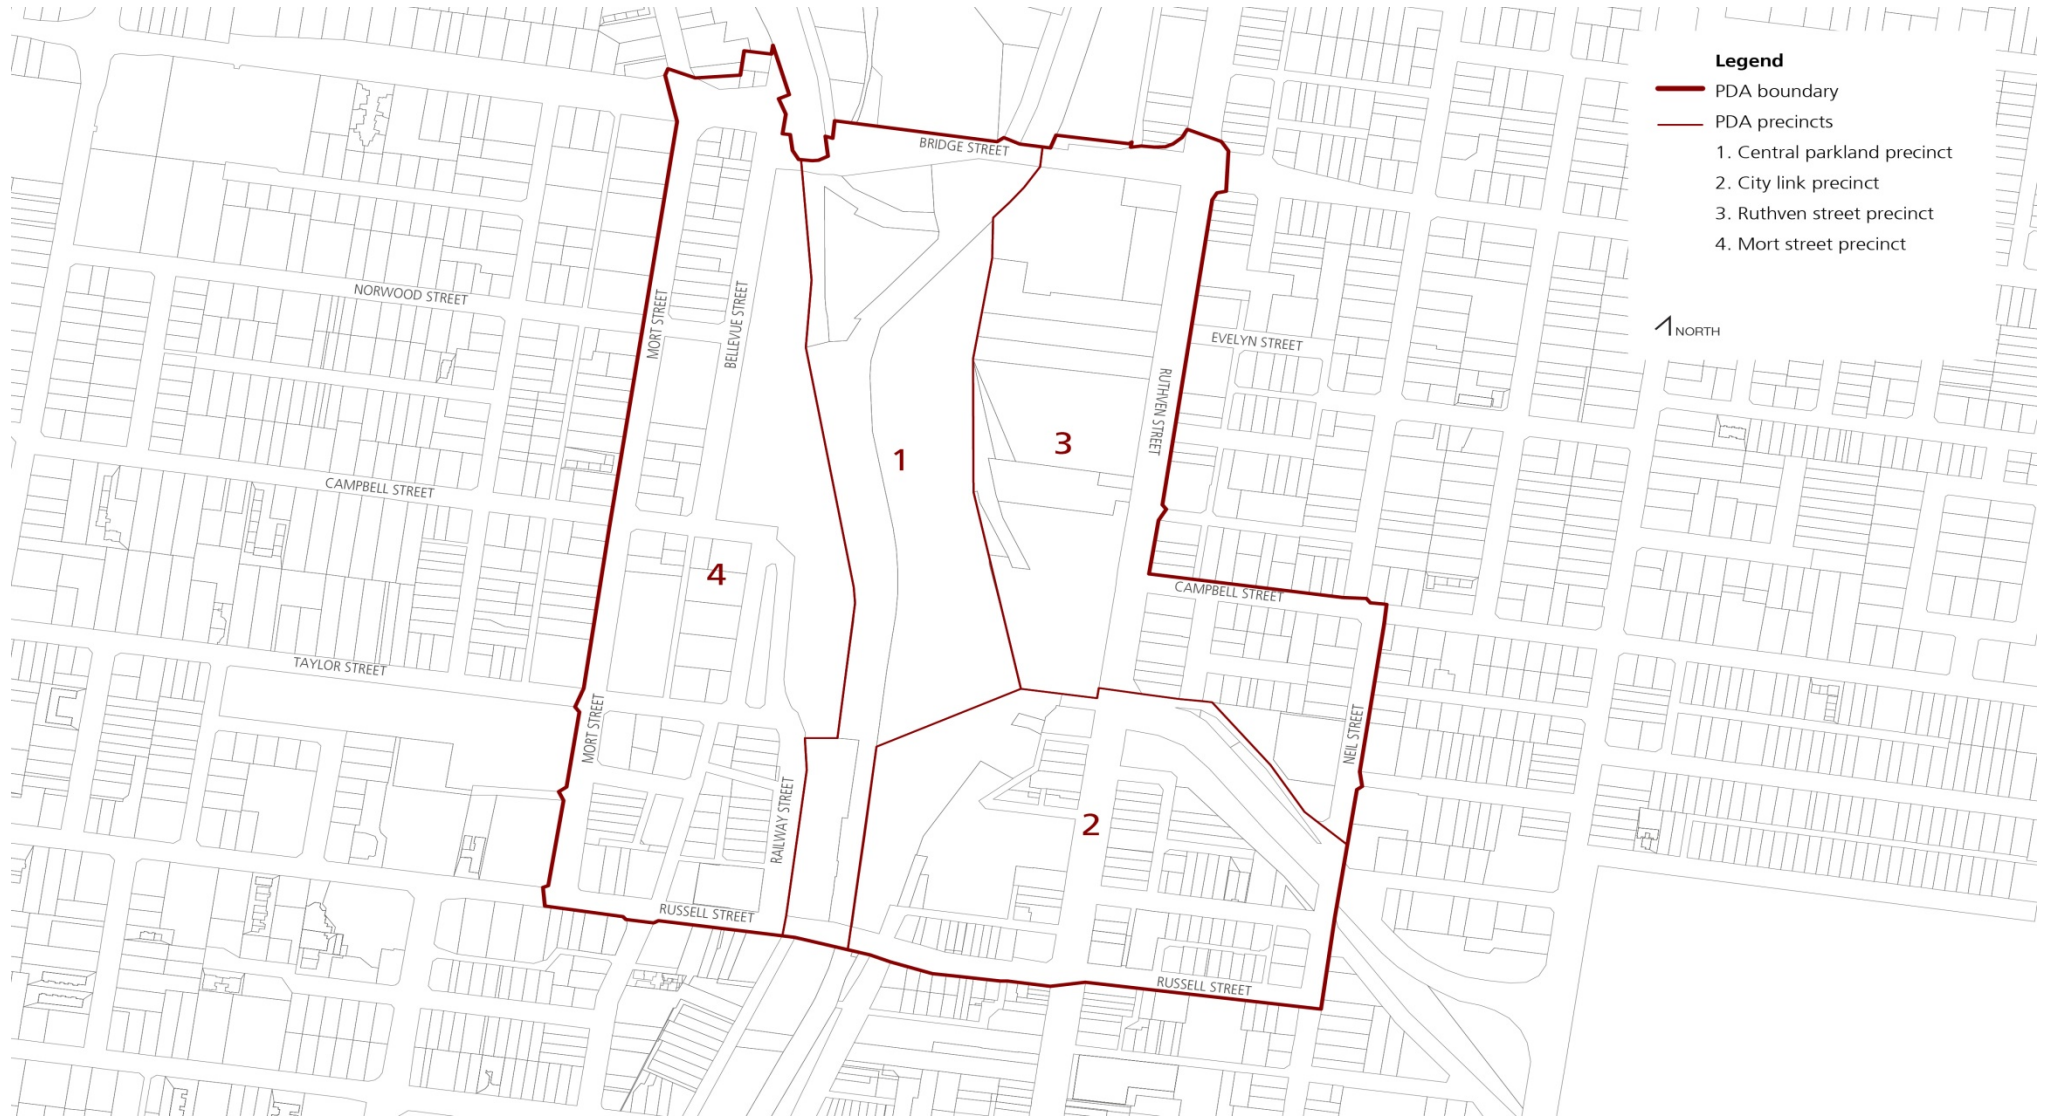 Legend
PDA boundary
PDA precincts
1. Central parkland precinct
2. City link precinct
3. Ruthven street precinct
4. Mort street precinct
NORTH
BRIDGE STREET
NORWOOD STREET
MORT STREET
BELLEVUE STREET
EVELYN STREET
RUTHVEN STREET
3
1
CAMPBELL STREET
4
CAMPBELL STREET
TAYLOR STREET
MORT STREET
NEIL STREET
RAILWAY STREET
2
RUSSELL STREET
RUSSELL STREET